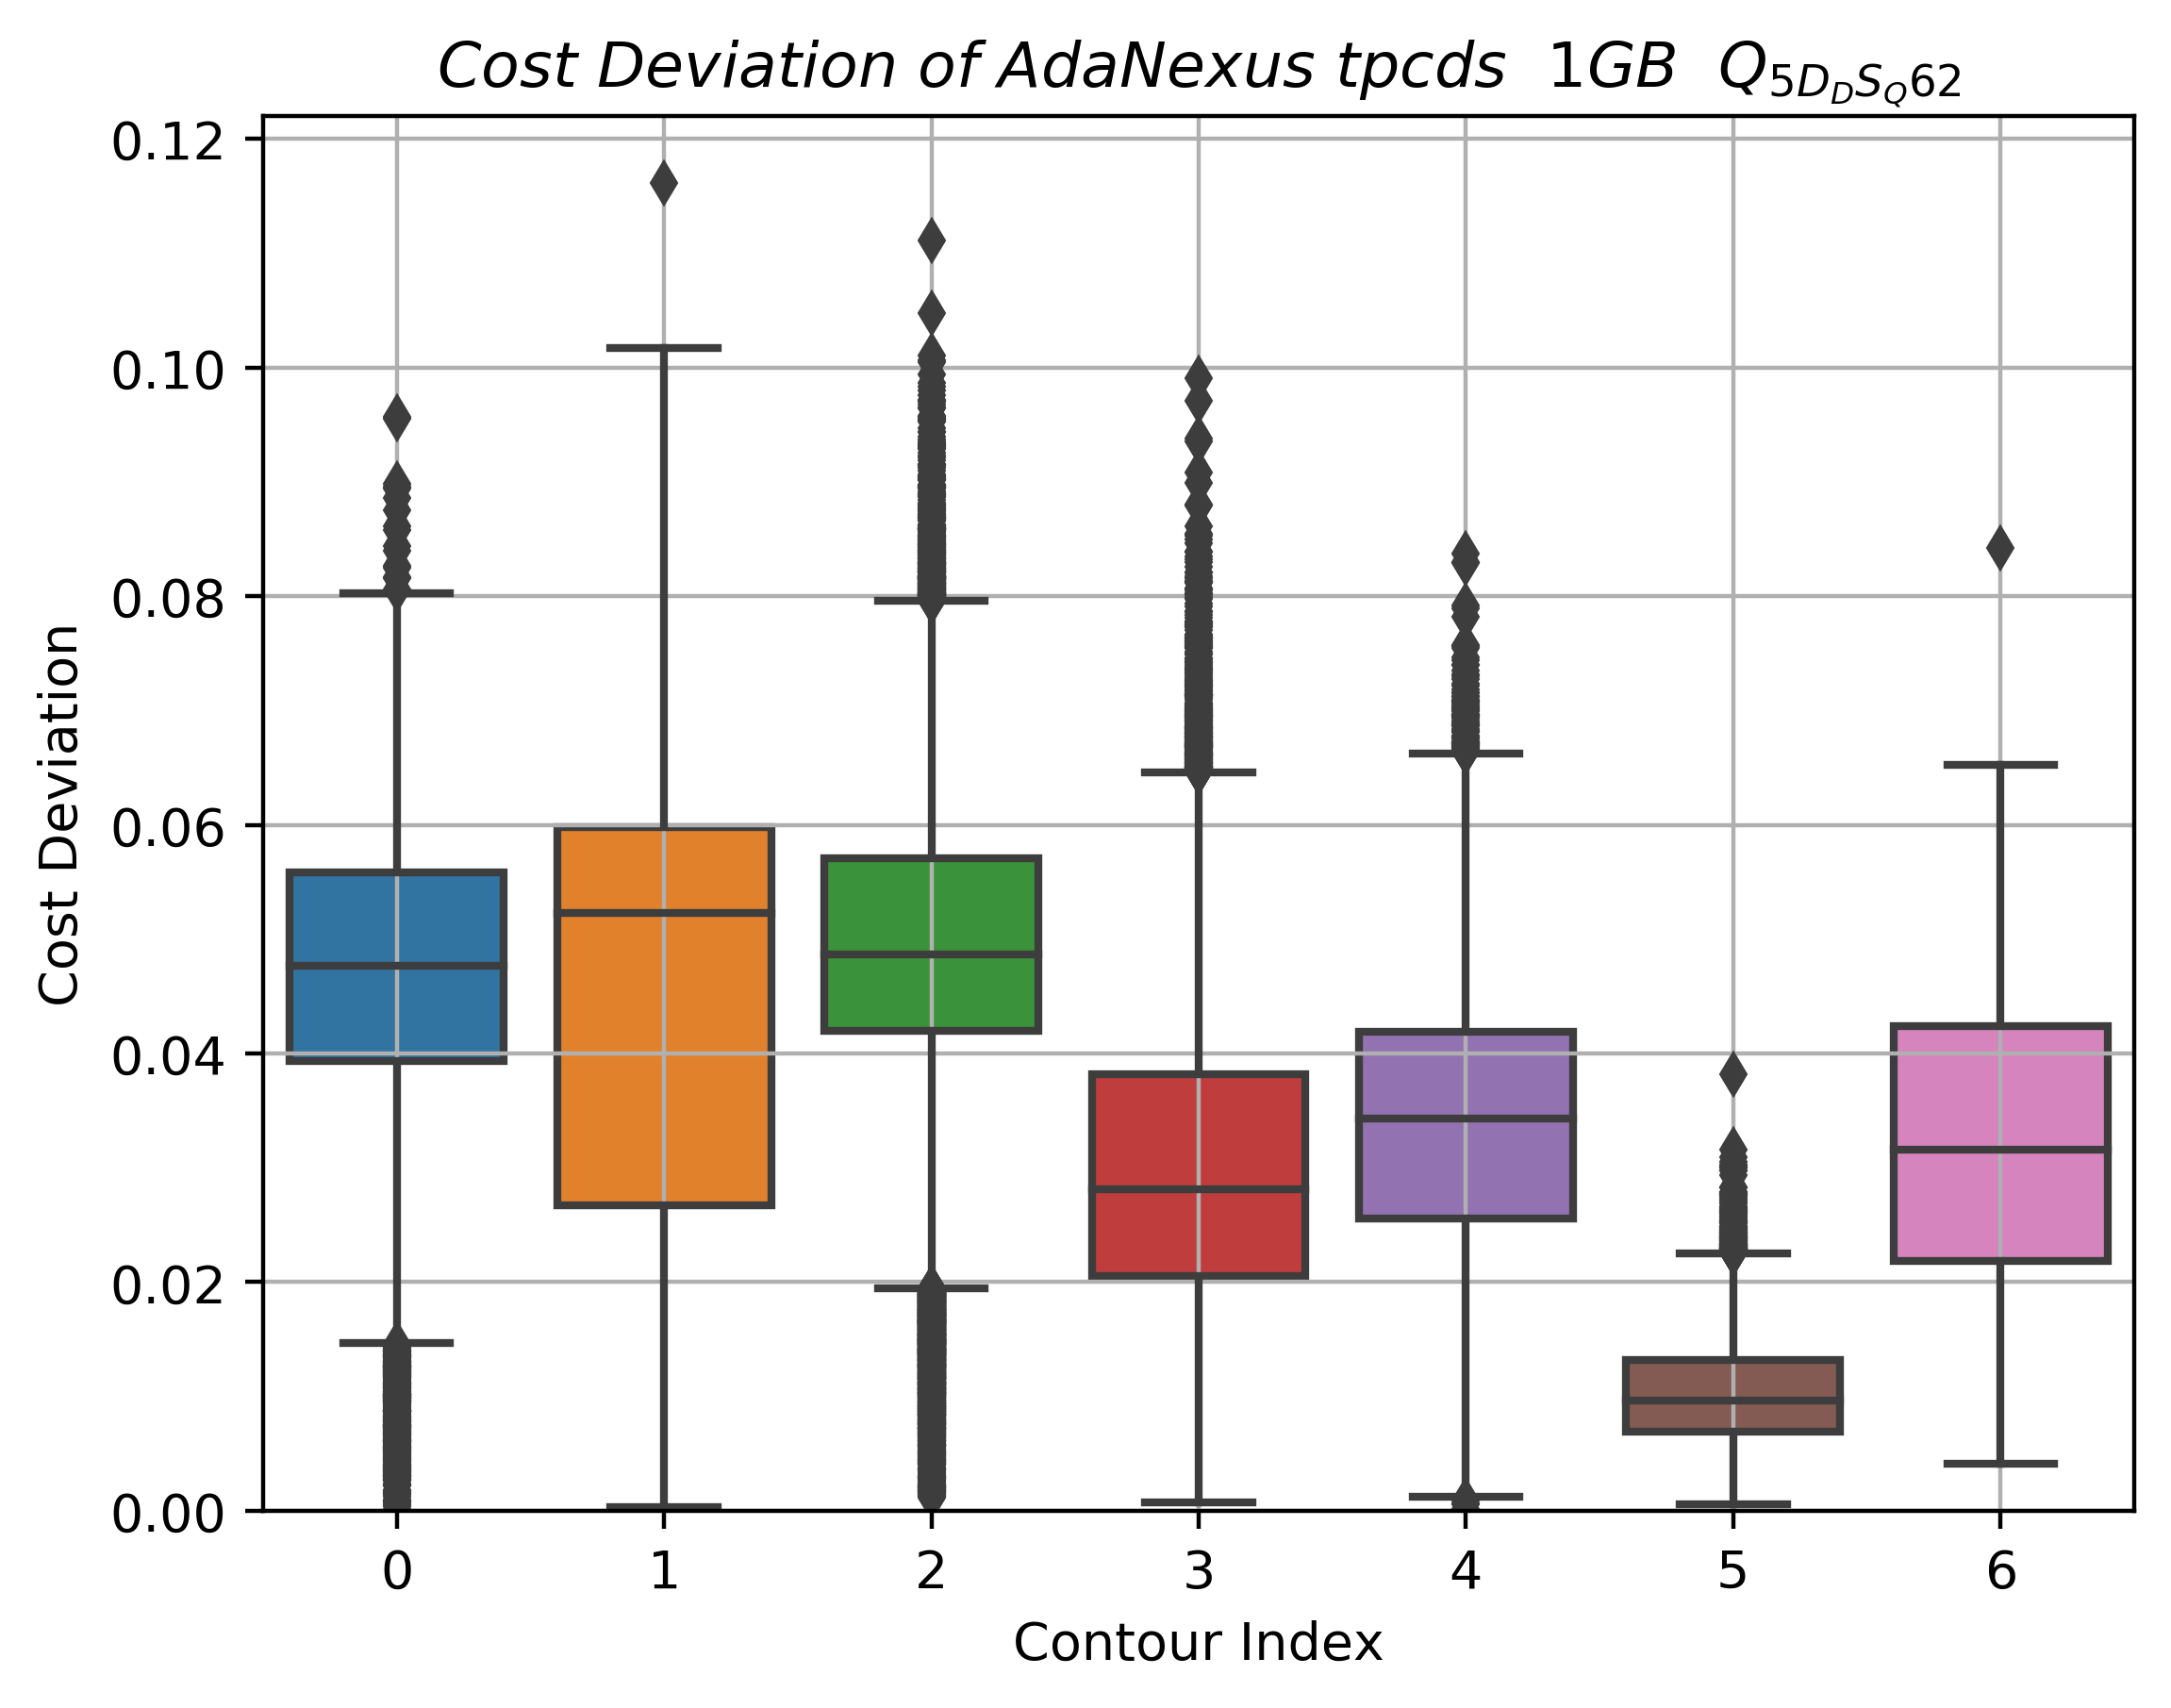 Cost Deviation of AdaNexus tpcds 1GB Q5D_DS_Q62
0.12
0.10
0.08
0.06
0.04
0.02
0.00
Cost Deviation
0 1 2 3 4 5 6
Contour Index